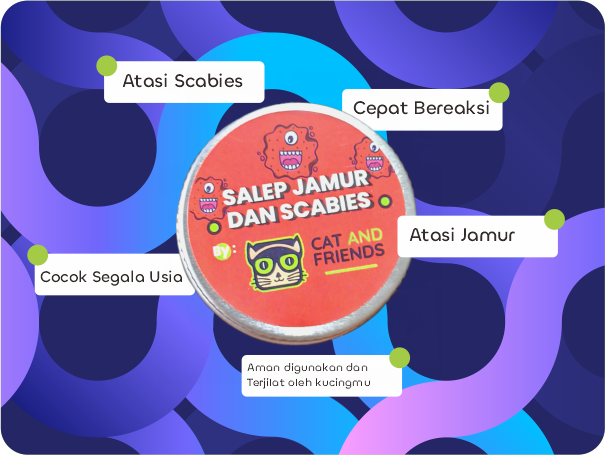 Atasi Scabies
Cepat Bereaksi
SALEP JAMUR
DAN SCABIES
BY:
CAT AND
FRIENDS
Atasi Jamur
Cocok Segala Usia
Aman digunakan dan
Terjilat oleh kucingmu